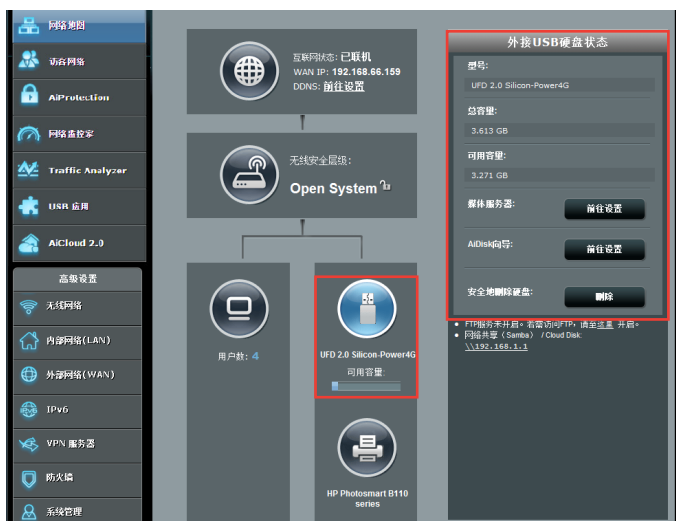 网络地图
访客网络
AiProtection
网络监控家
Traffic Analyzer
USB 应用
AiCloud 2.0
高级设置
无线网络
内部网络(LAN)
外部网络(WAN)
IPv6
VPN 服务器
防火墙
系统管理
互联网状态: 已联机
WAN IP: 192.168.66.159
DDNS: 前往设置
无线安全层级:
Open System
用户数: 4
UFD 2.0 Silicon-Power4G
可用容量:
HP Photosmart B110
series
外接USB硬盘状态
型号:
UFD 2.0 Silicon-Power4G
总容量:
3.613 GB
可用容量:
3.271 GB
媒体服务器: 前往设置
AiDisk向导: 前往设置
安全地删除硬盘: 删除
FTP服务未开启。若需访问FTP,请至这里 开启。
网络共享(Samba) / Cloud Disk:
\\192.168.1.1